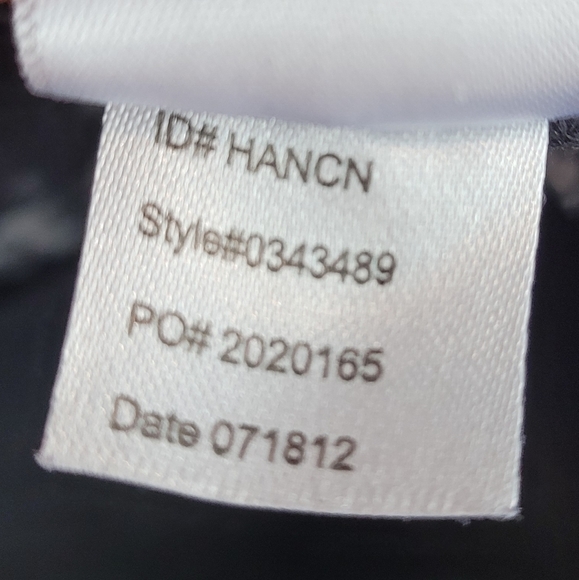 ID# HANCN
Style#0343489
PO# 2020165
Date 071812